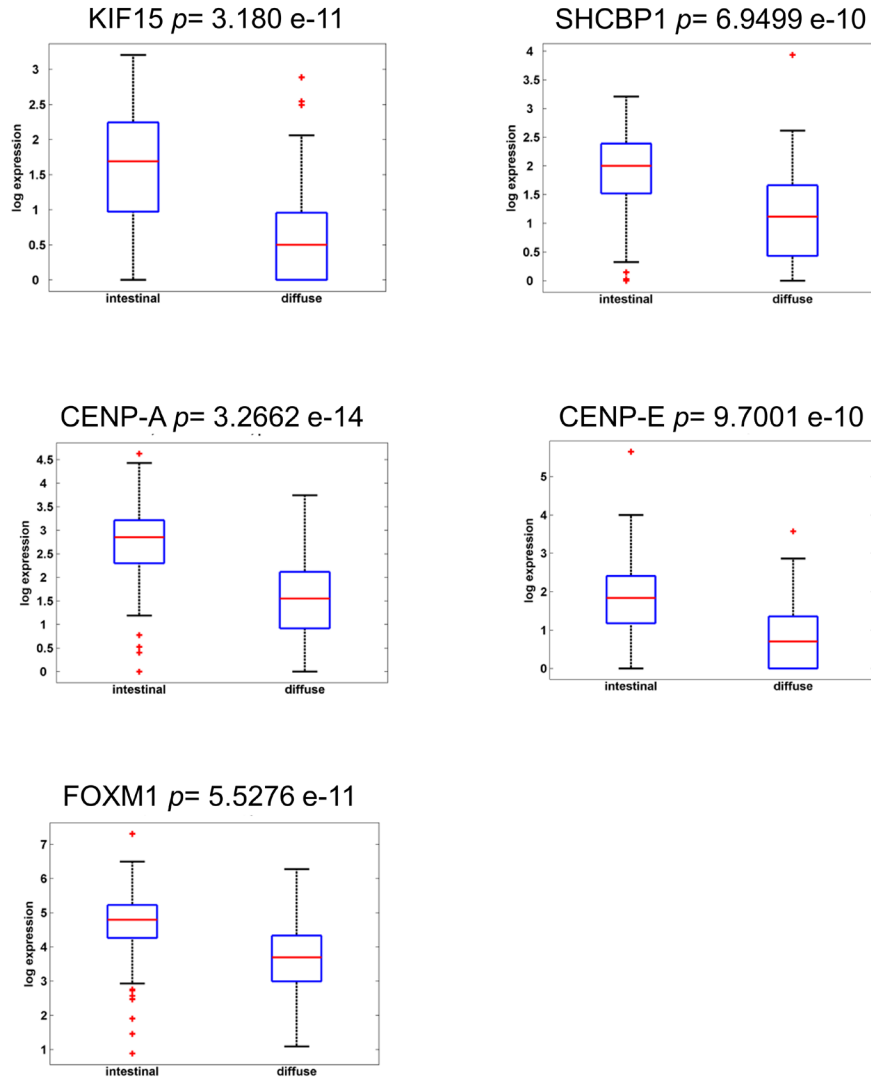 KIF15 p= 3.180 e-11
3
2.5
2
1.5
1
0.5
0
log expression
intestinal
diffuse
SHCBP1 p= 6.9499 e-10
4
3.5
3
2.5
2
1.5
1
0.5
0
log expression
intestinal
diffuse
CENP-A p= 3.2662 e-14
4.5
4
3.5
3
2.5
2
1.5
1
0.5
0
log expression
intestinal
diffuse
CENP-E p= 9.7001 e-10
5
4
3
2
1
0
log expression
intestinal
diffuse
FOXM1 p= 5.5276 e-11
7
6
5
4
3
2
1
log expression
intestinal
diffuse